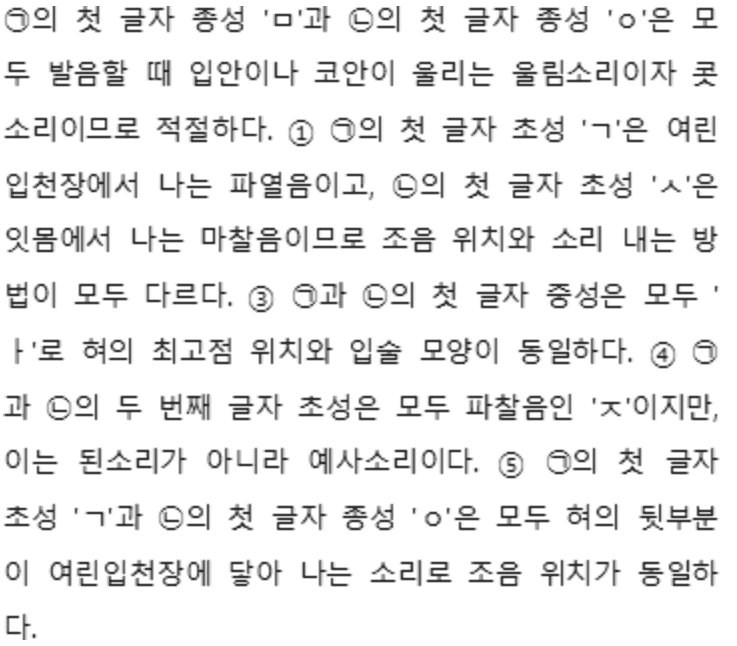 ㉠의 첫 글자 종성 'ㅁ'과 ㉡의 첫 글자 종성 'ㅇ'은 모
두 발음할 때 입안이나 코안이 울리는 울림소리이자 콧
소리이므로 적절하다. ① ㉠의 첫 글자 초성 'ㄱ'은 여린
입천장에서 나는 파열음이고, ㉡의 첫 글자 초성 'ㅅ'은
잇몸에서 나는 마찰음이므로 조음 위치와 소리 내는 방
법이 모두 다르다. ③ ㉠과 ㉡의 첫 글자 중성은 모두 '
ㅏ'로 혀의 최고점 위치와 입술 모양이 동일하다. ④ ㉠
과 ㉡의 두 번째 글자 초성은 모두 파찰음인 'ㅈ'이지만,
이는 된소리가 아니라 예사소리이다. ⑤ ㉠의 첫 글자
초성 'ㄱ'과 ㉡의 첫 글자 종성 'ㅇ'은 모두 혀의 뒷부분
이 여린입천장에 닿아 나는 소리로 조음 위치가 동일하
다.